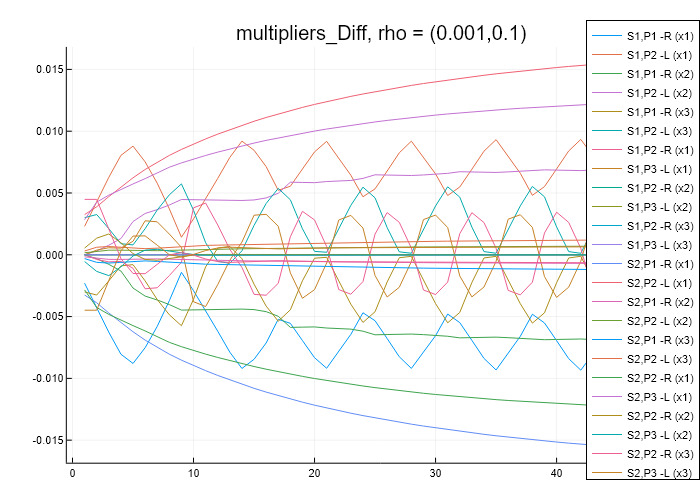 multipliers_Diff, rho = (0.001,0.1)
0.015
0.010
0.005
0.000
-0.005
-0.010
-0.015
0
10
20
30
40
S1,P1 -R (x1)
S1,P2 -L (x1)
S1,P1 -R (x2)
S1,P2 -L (x2)
S1,P1 -R (x3)
S1,P2 -L (x3)
S1,P2 -R (x1)
S1,P3 -L (x1)
S1,P2 -R (x2)
S1,P3 -L (x2)
S1,P2 -R (x3)
S1,P3 -L (x3)
S2,P1 -R (x1)
S2,P2 -L (x1)
S2,P1 -R (x2)
S2,P2 -L (x2)
S2,P1 -R (x3)
S2,P2 -L (x3)
S2,P2 -R (x1)
S2,P3 -L (x1)
S2,P2 -R (x2)
S2,P3 -L (x2)
S2,P2 -R (x3)
S2,P3 -L (x3)